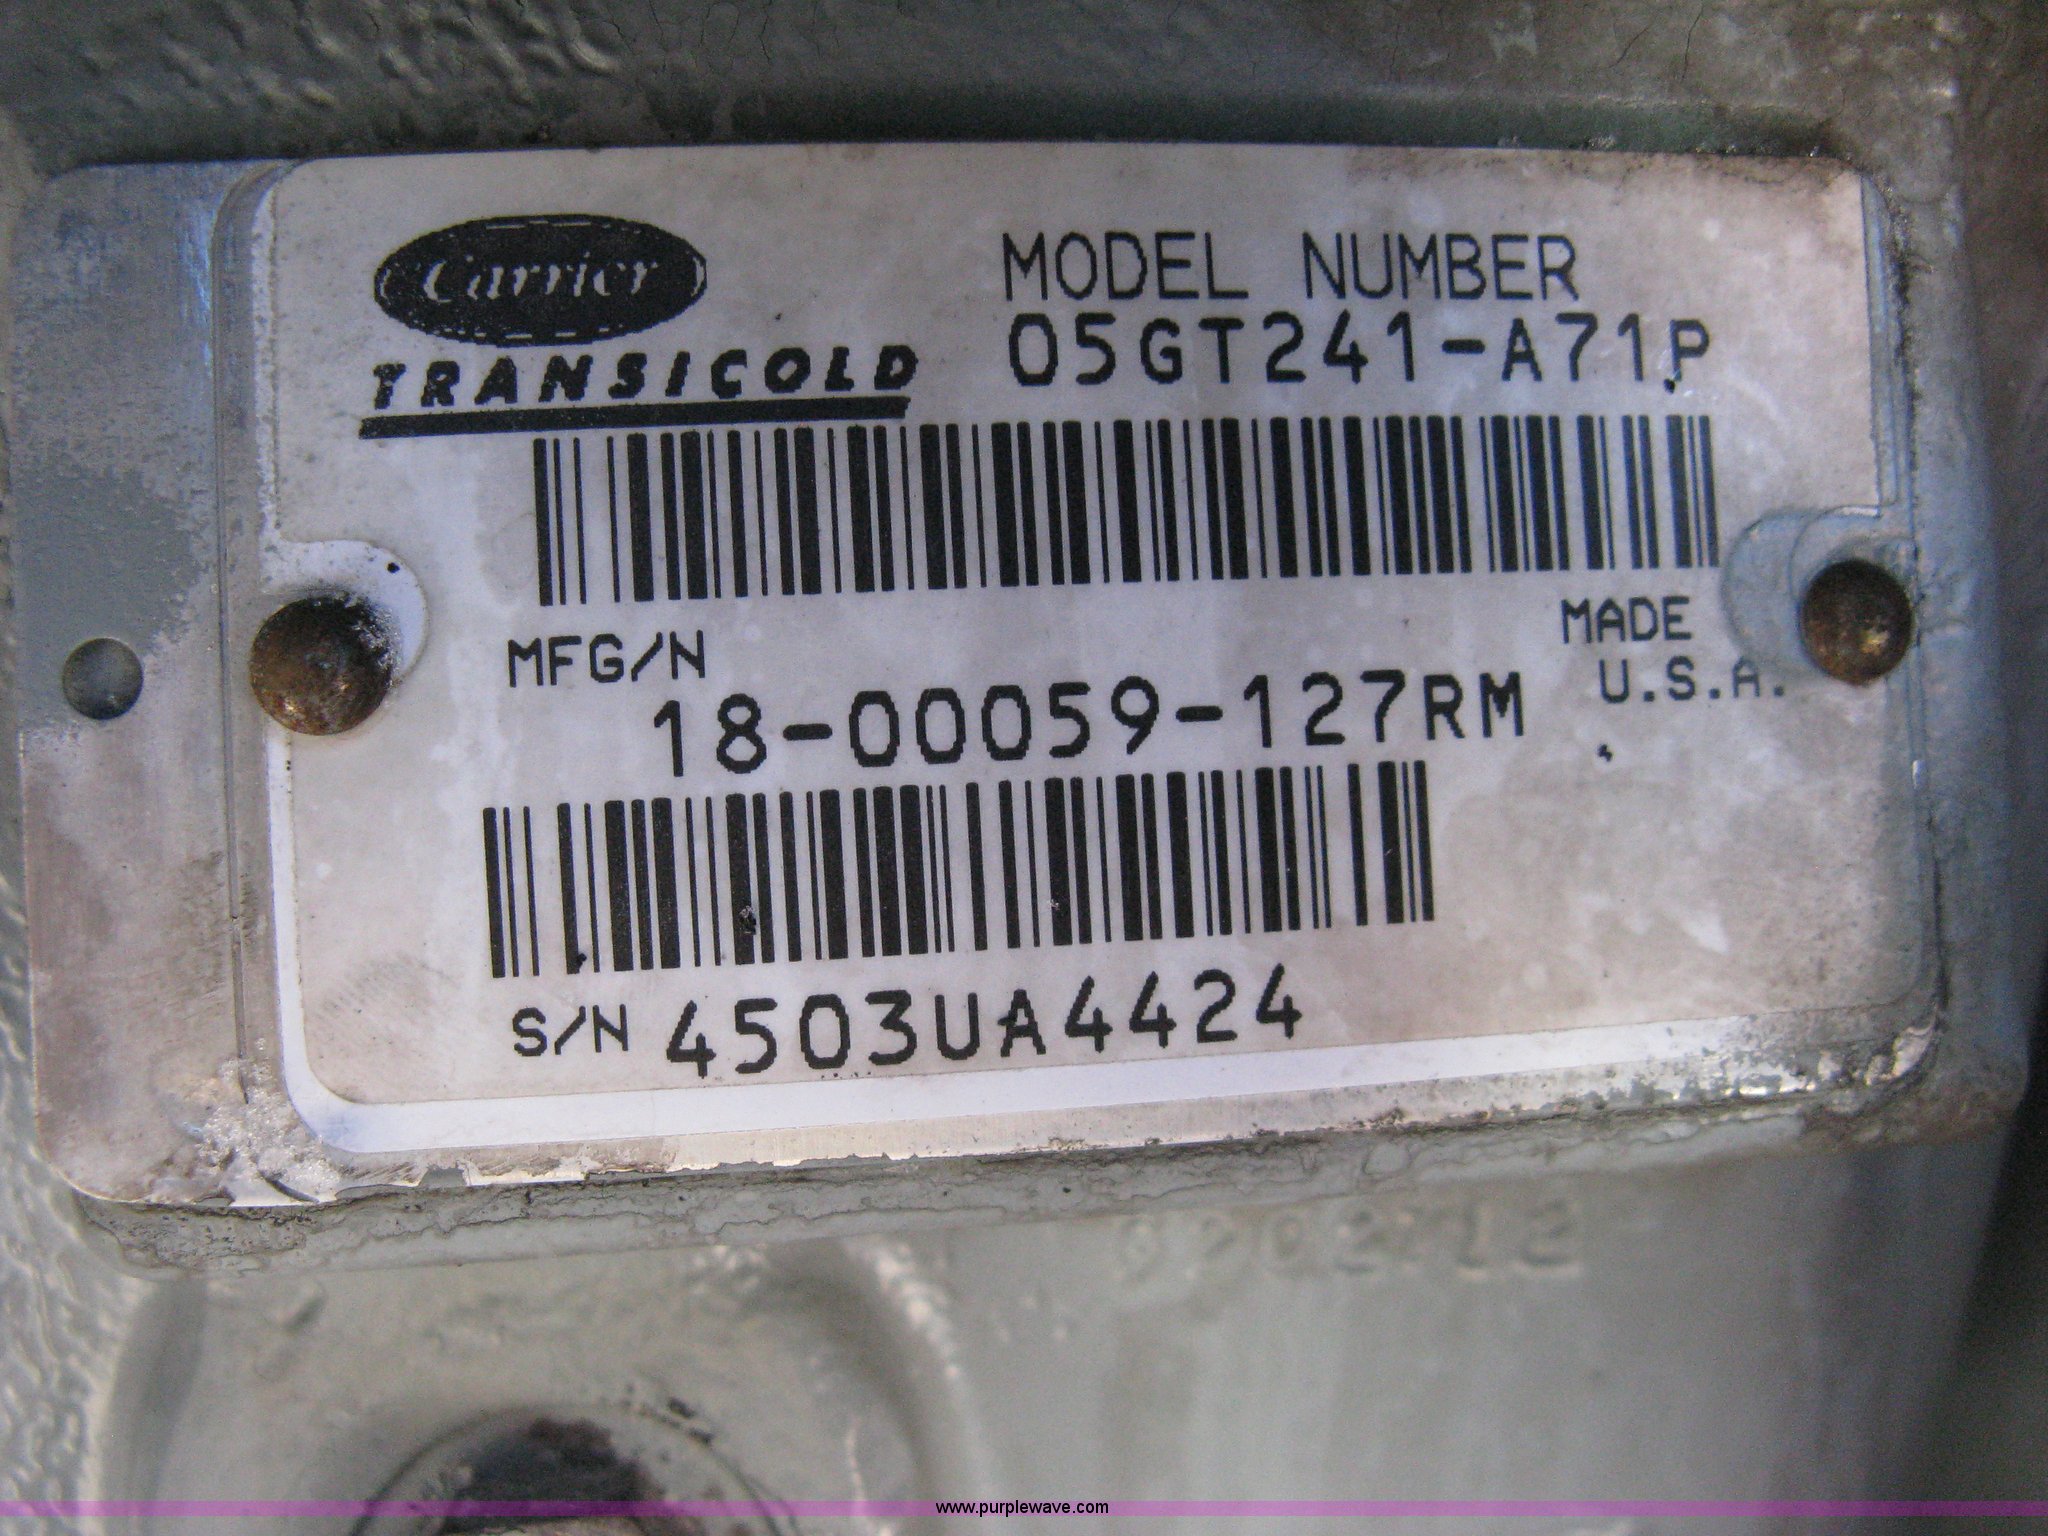 Carrier
TRANSICOLD
MODEL NUMBER
05GT241-A71P
MFG/N
18-00059-127RM
MADE
U.S.A.
S/N 4503UA4424
www.purplewave.com